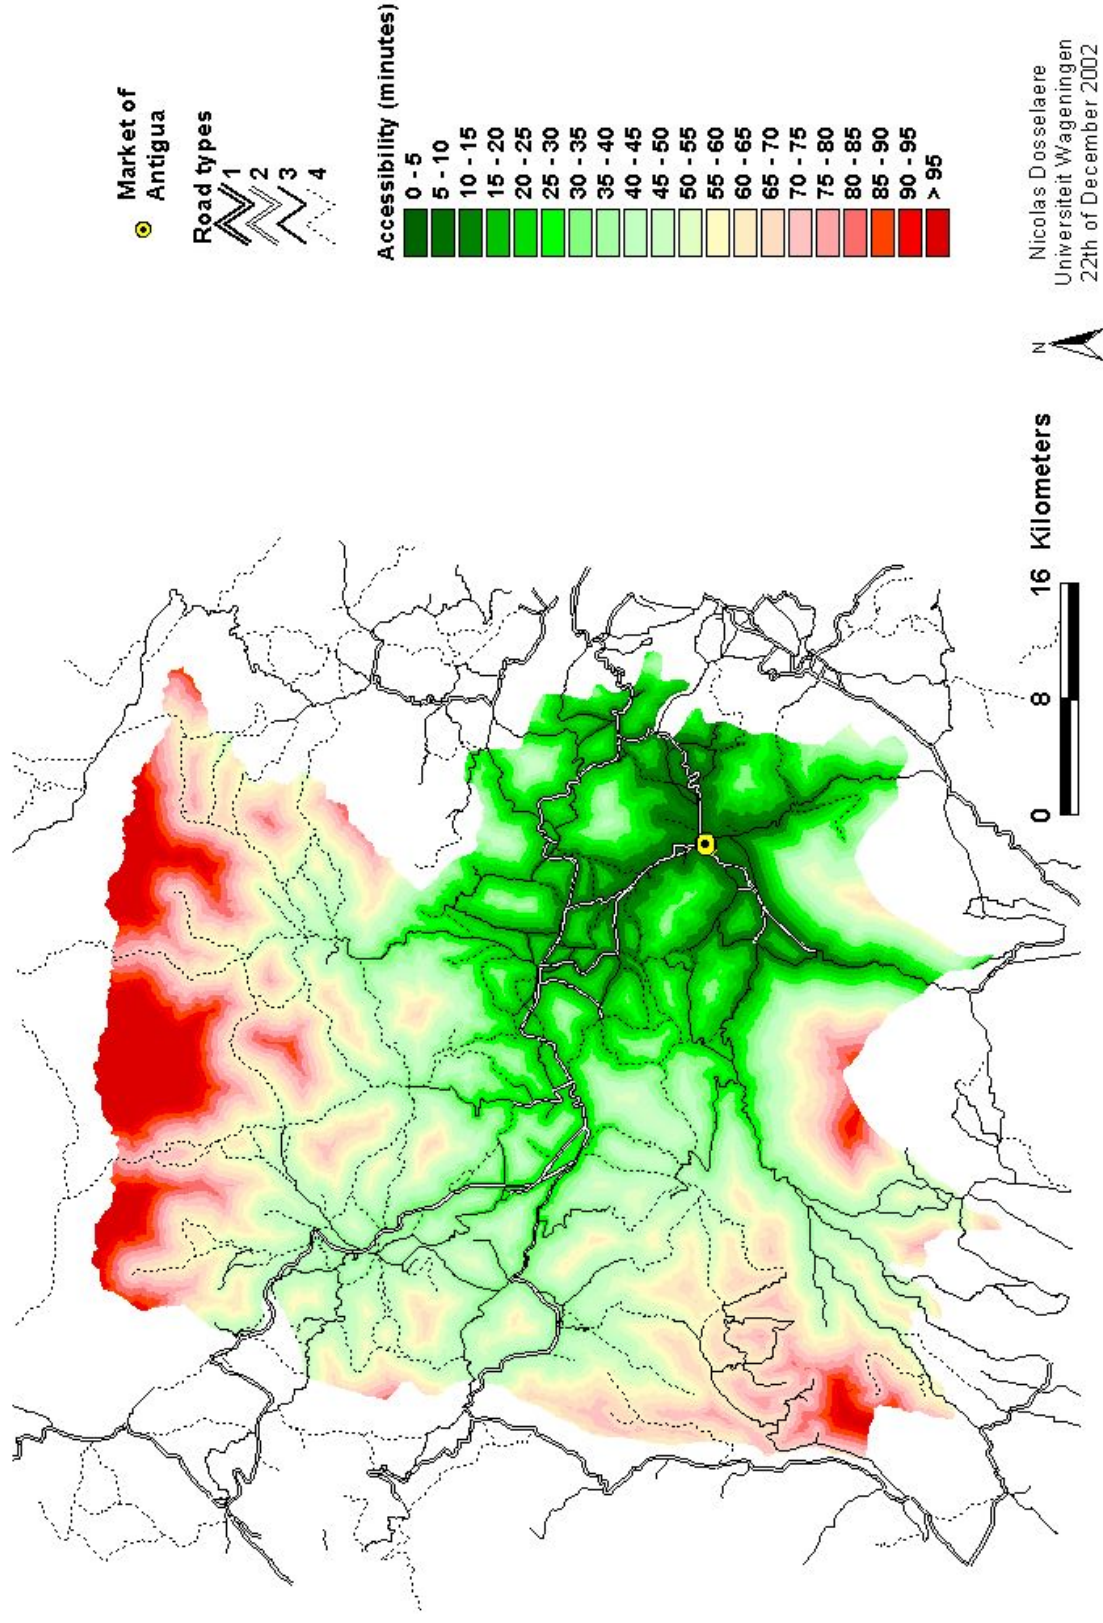 Market of
Antigua
Road types
1
2
3
4
Accessibility (minutes)
0 - 5
5 - 10
10 - 15
15 - 20
20 - 25
25 - 30
30 - 35
35 - 40
40 - 45
45 - 50
50 - 55
55 - 60
60 - 65
65 - 70
70 - 75
75 - 80
80 - 85
85 - 90
90 - 95
> 95
0 8 16 Kilometers
N
Nicolas Dosselaere
Universiteit Wageningen
22th of December 2002